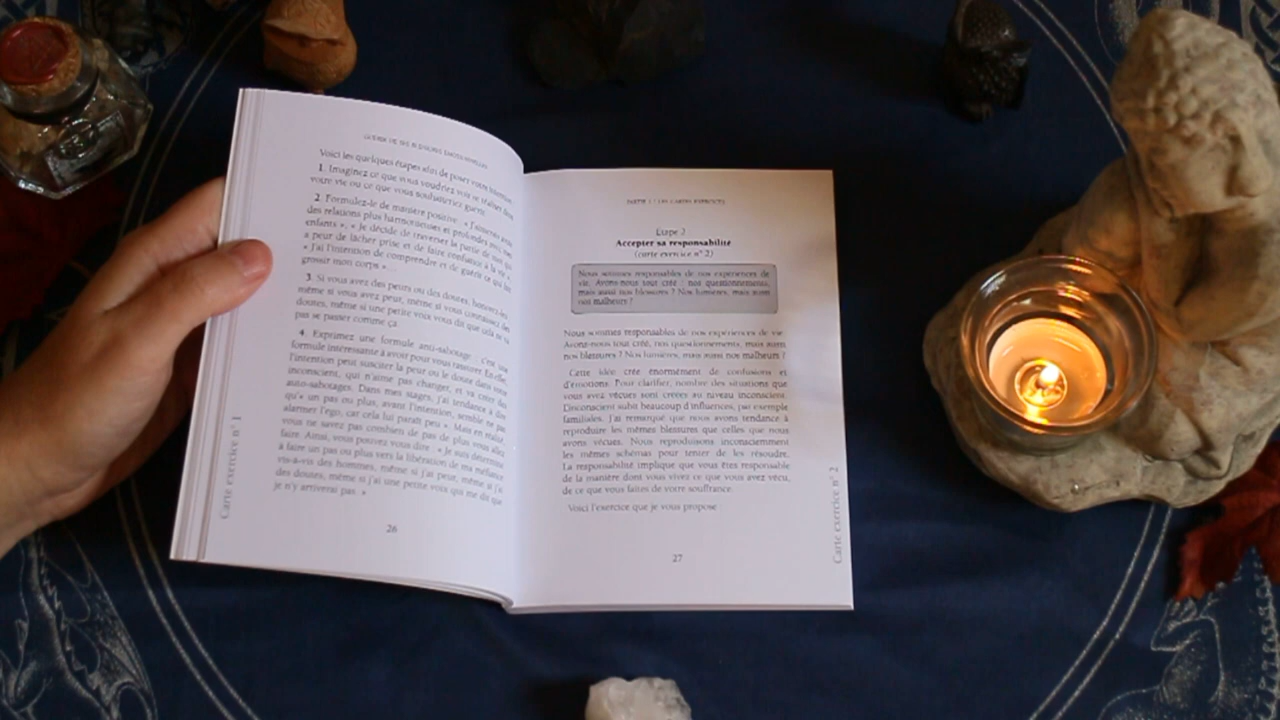 Voici les quelques étapes afin de poser votre intention
1. Imaginez ce que vous voudriez voir se réaliser dans
votre vie ou ce que vous souhaiteriez guérir.
2. Formulez-le de manière positive : « J'aimerais avoir
des relations plus harmonieuses et profondes avec mes
enfants », « Je décide de traverser la partie de moi qui
a peur de lâcher prise et de faire confiance à la vie »,
« J'ai l'intention de comprendre et de guérir ce qui fait
grossir mon corps »...
3. Si vous avez des peurs ou des doutes, honorez-les
même si vous avez peur, même si vous connaissez des
doutes, même si une petite voix vous dit que cela ne va
pas se passer comme ça.
4. Exprimez une formule anti-sabotage : c'est une
formule intéressante à avoir pour vous rassurer. En effet,
l'intention peut susciter la peur ou le doute dans votre
inconscient, qui n'aime pas changer, et va créer des
auto-sabotages. Dans mes stages, j'ai tendance à dire
qu'« un pas ou plus, avant l'intention, semble ne pas
alarmer l'ego, car cela lui paraît peu ». Mais en réalité,
vous ne savez pas combien de pas de plus vous allez
faire. Ainsi, vous pouvez vous dire : « Je suis déterminé
à faire un pas ou plus vers la libération de ma méfiance
vis-à-vis des hommes, même si j'ai peur, même si j'ai
des doutes, même si j'ai une petite voix qui me dit que
je n'y arriverai pas. »
Carte exercice n° 1
26
PARTIE 1 : LES CARTES EXERCICES
Étape 2
Accepter sa responsabilité
(carte exercice n° 2)
Nous sommes responsables de nos expériences de
vie. Avons-nous tout créé : nos questionnements,
mais aussi nos blessures ? Nos lumières, mais aussi
nos malheurs ?
Nous sommes responsables de nos expériences de vie.
Avons-nous tout créé, nos questionnements, mais aussi
nos blessures ? Nos lumières, mais aussi nos malheurs ?
Cette idée crée énormément de confusions et
d'émotions. Pour clarifier, nombre des situations que
vous avez vécues sont créées au niveau inconscient.
L'inconscient subit beaucoup d'influences, par exemple
familiales. J'ai remarqué que nous avons tendance à
reproduire les mêmes blessures que celles que nous
avons vécues. Nous reproduisons inconsciemment
les mêmes schémas pour tenter de les résoudre.
La responsabilité implique que vous êtes responsable
de la manière dont vous vivez ce que vous avez vécu,
de ce que vous faites de votre souffrance.
Voici l'exercice que je vous propose
Carte exercice n° 2
27